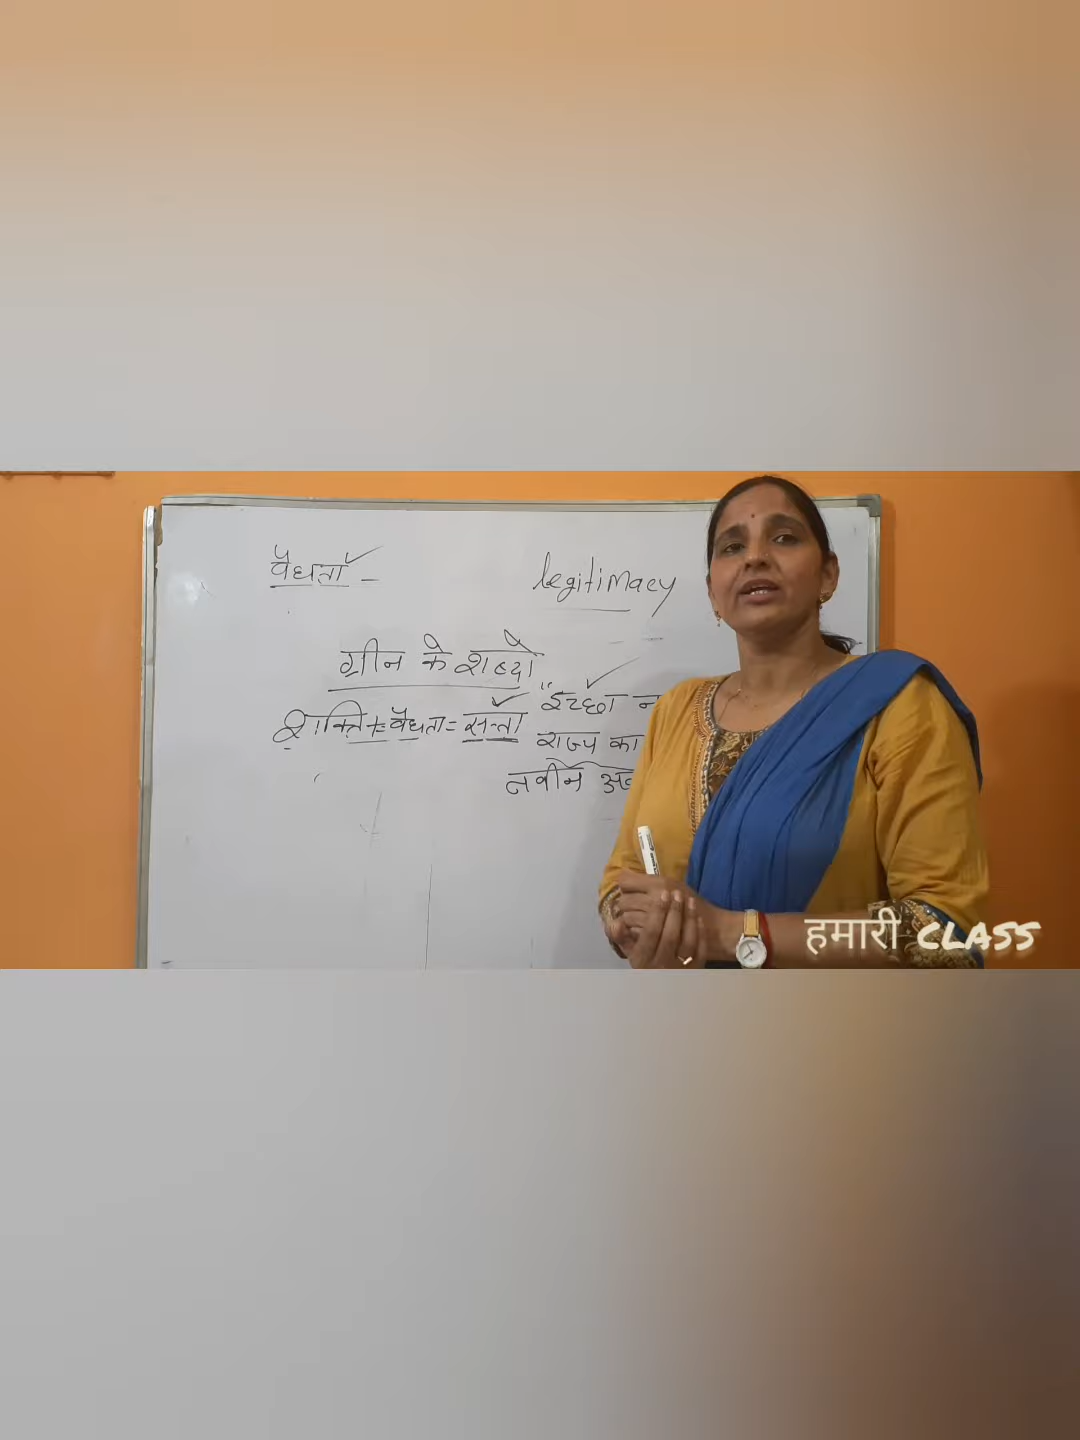 वैधता - legitimacy
ग्रीन के शब्दों
"इच्छा न
शक्ति + वैधता = सत्ता
राज्य का
नवीन
हमारी CLASS